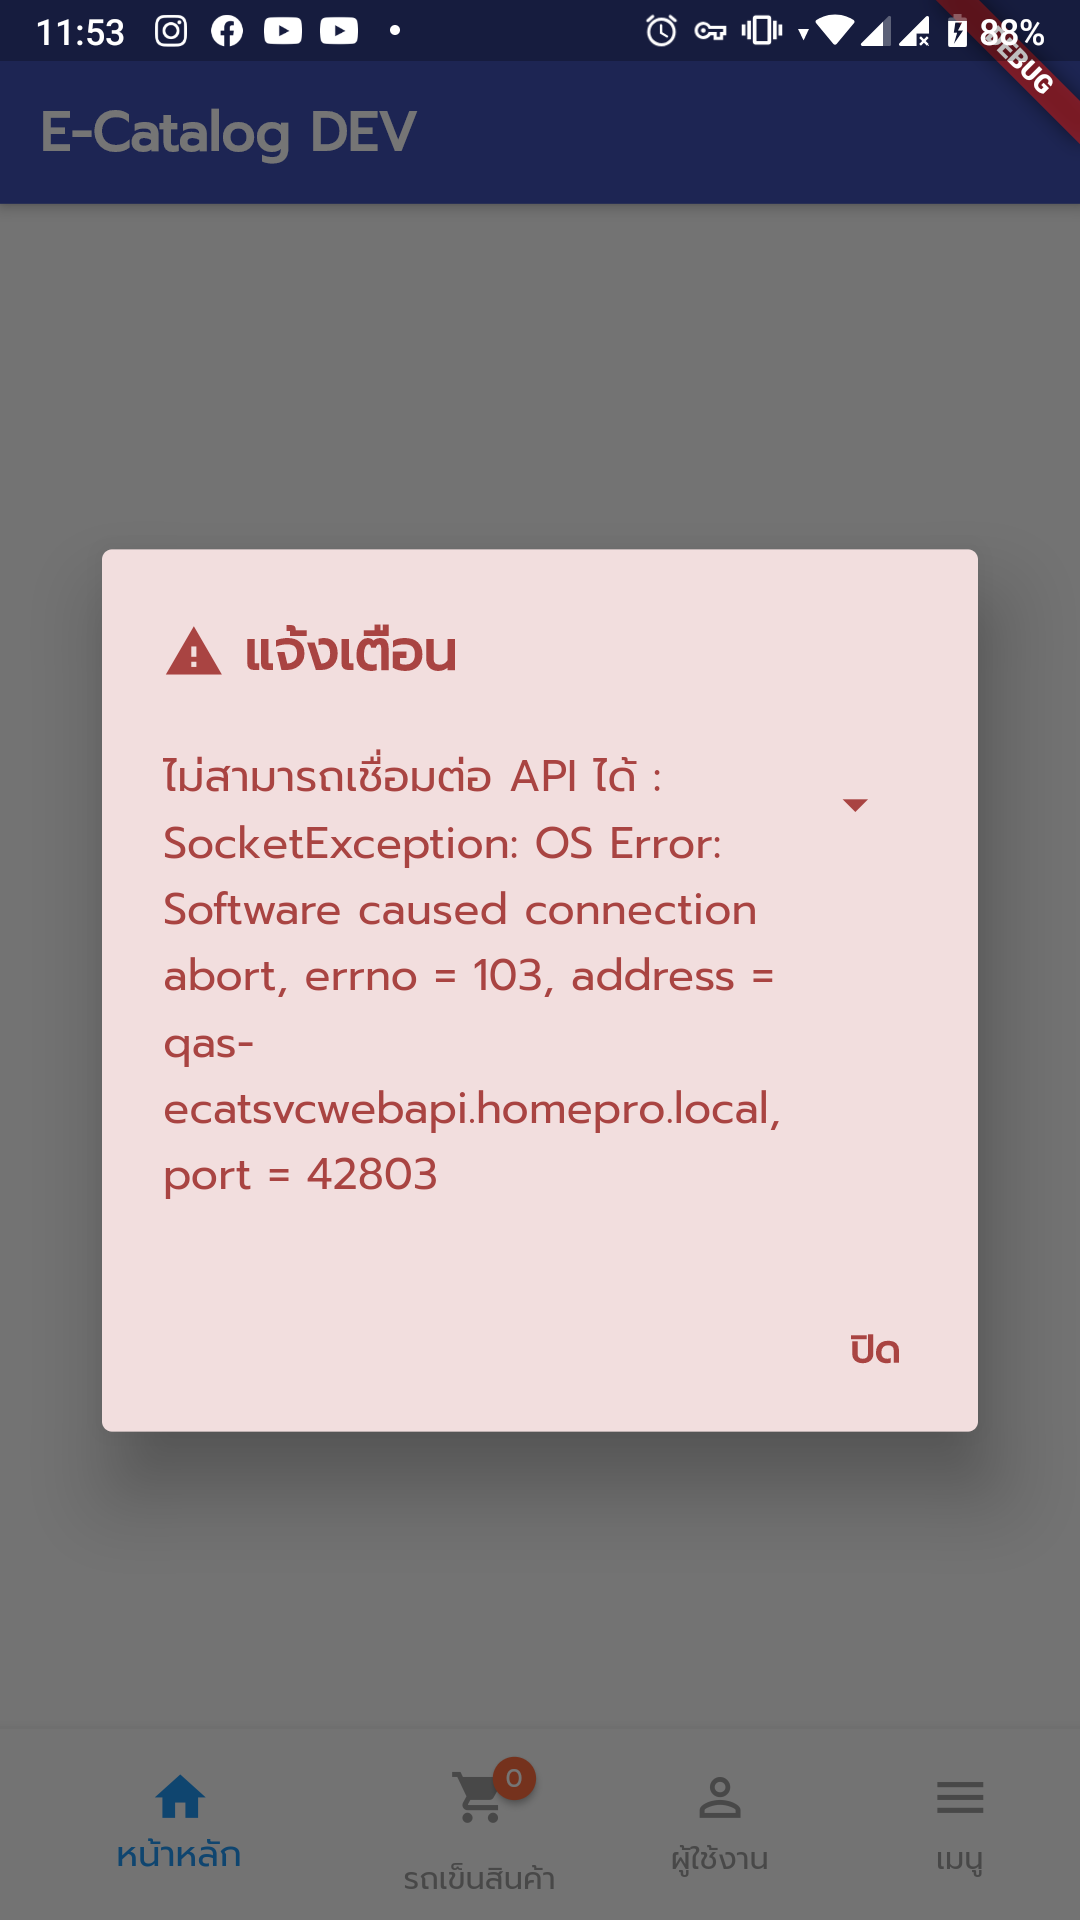 11:53
88%
DEBUG
E-Catalog DEV
แจ้งเตือน
ไม่สามารถเชื่อมต่อ API ได้ :
SocketException: OS Error:
Software caused connection
abort, errno = 103, address =
qas-
ecatsvcwebapi.homepro.local,
port = 42803
ปิด
0
หน้าหลัก
รถเข็นสินค้า
ผู้ใช้งาน
เมนู